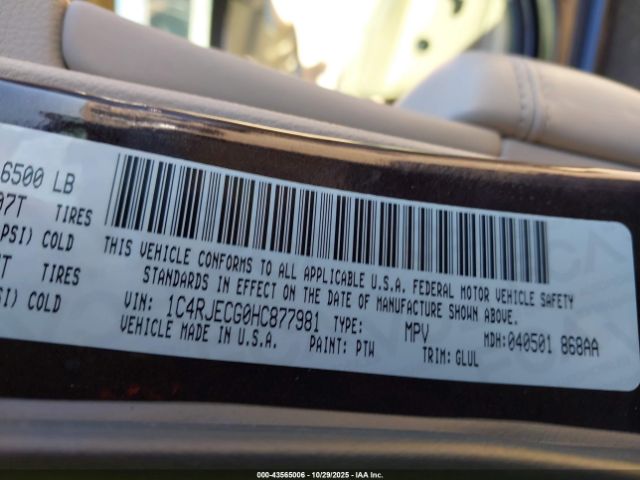 6500 LB
07T TIRES
PSI) COLD
T TIRES
SI) COLD
THIS VEHICLE CONFORMS TO ALL APPLICABLE U.S.A. FEDERAL MOTOR VEHICLE SAFETY
STANDARDS IN EFFECT ON THE DATE OF MANUFACTURE SHOWN ABOVE.
VIN: 1C4RJECG0HC877981 TYPE: MPV MDH:040501 868AA
VEHICLE MADE IN U.S.A. PAINT: PTW TRIM: GLUL
000-43565006 - 10/29/2025 - IAA Inc.